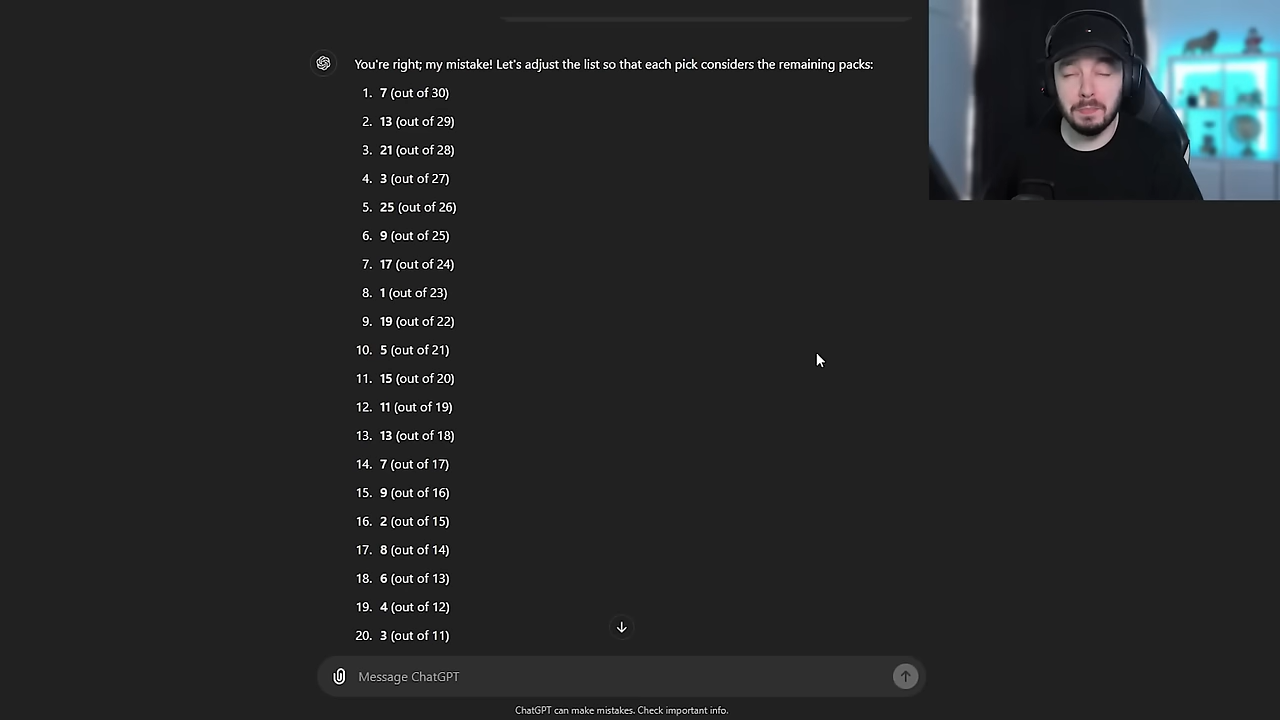 You're right; my mistake! Let's adjust the list so that each pick considers the remaining packs:
1. 7 (out of 30)
2. 13 (out of 29)
3. 21 (out of 28)
4. 3 (out of 27)
5. 25 (out of 26)
6. 9 (out of 25)
7. 17 (out of 24)
8. 1 (out of 23)
9. 19 (out of 22)
10. 5 (out of 21)
11. 15 (out of 20)
12. 11 (out of 19)
13. 13 (out of 18)
14. 7 (out of 17)
15. 9 (out of 16)
16. 2 (out of 15)
17. 8 (out of 14)
18. 6 (out of 13)
19. 4 (out of 12)
20. 3 (out of 11)
Message ChatGPT
ChatGPT can make mistakes. Check important info.